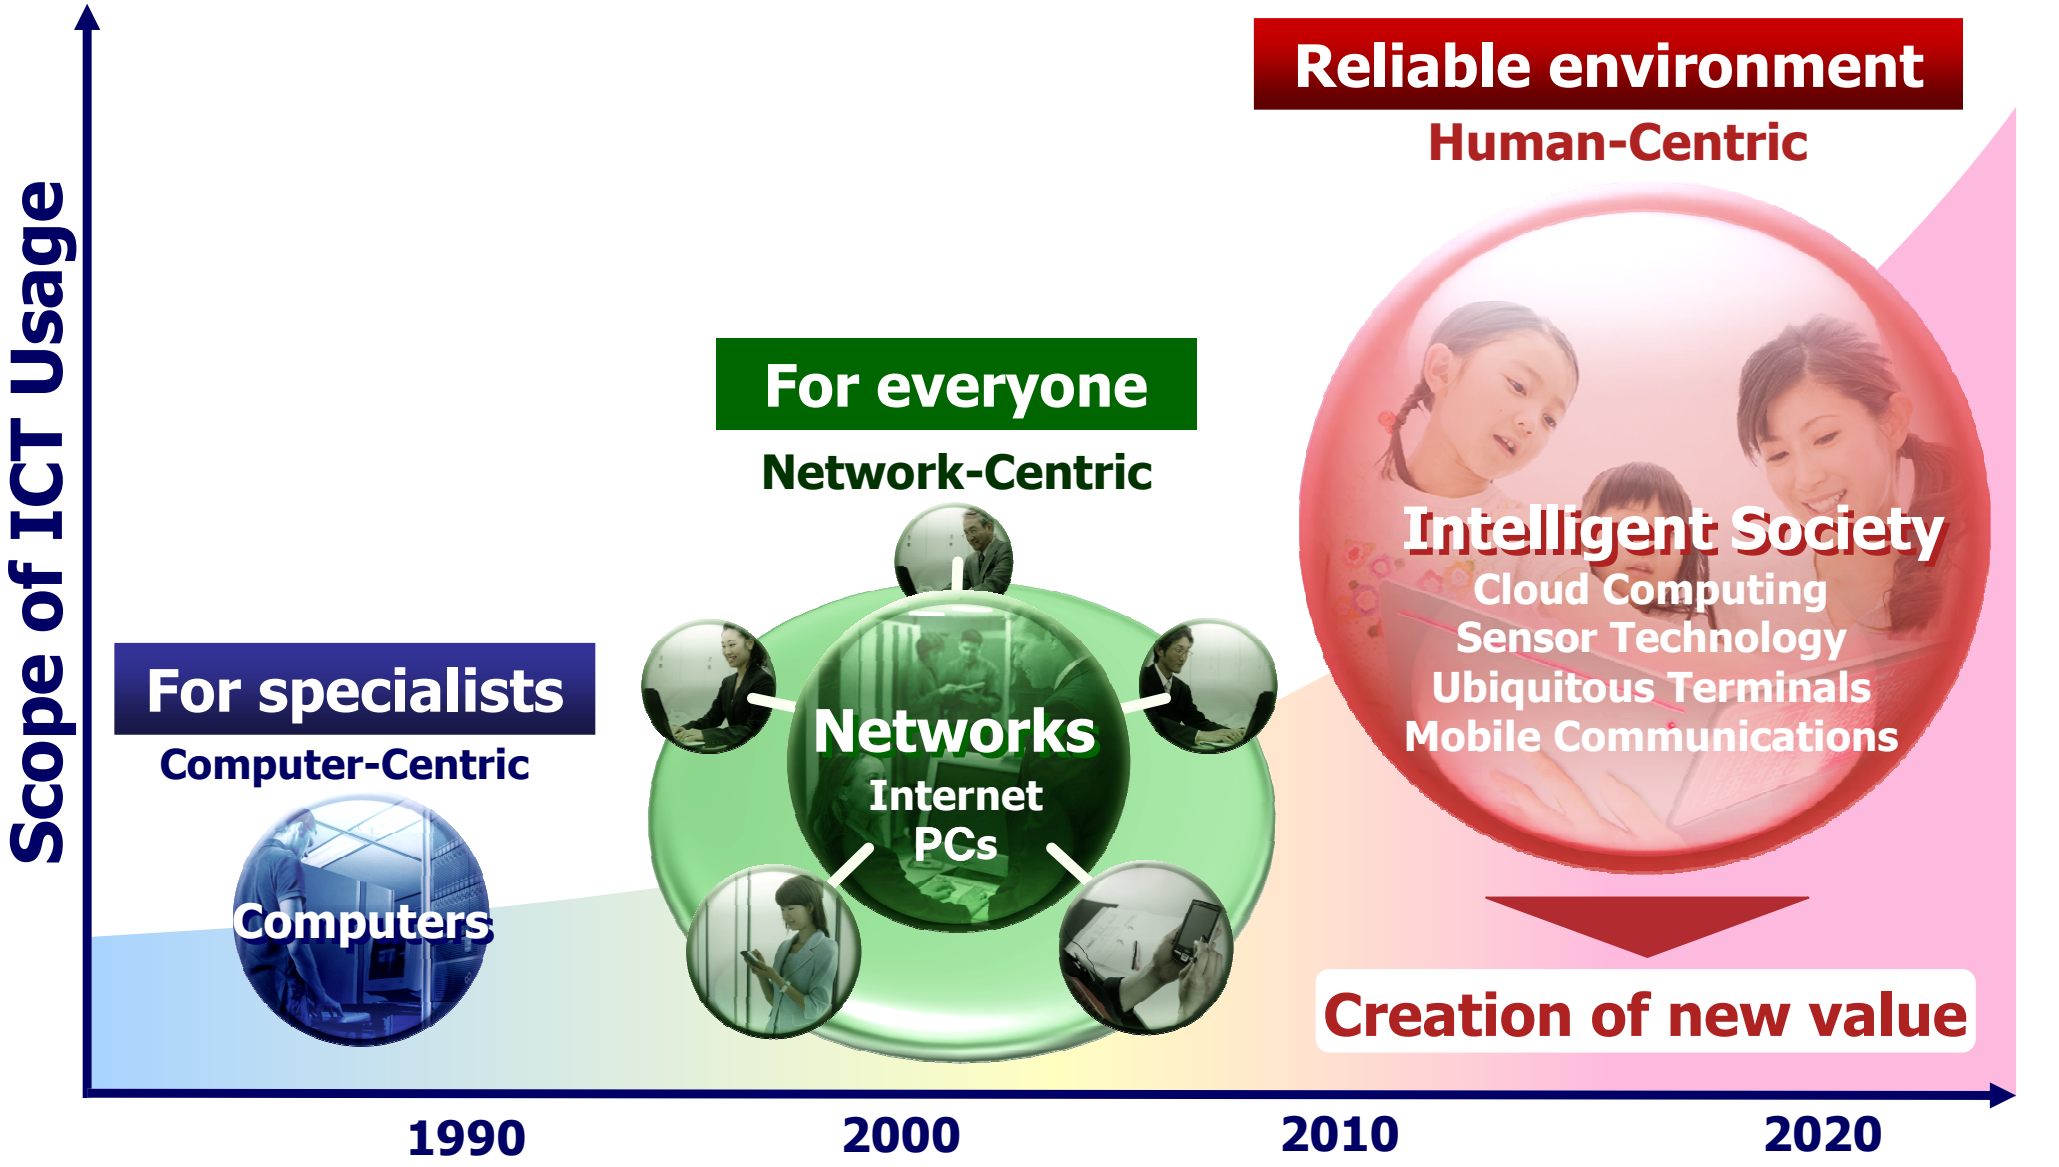 Scope of ICT Usage
Reliable environment
Human-Centric
Intelligent Society
Cloud Computing
Sensor Technology
Ubiquitous Terminals
Mobile Communications
Creation of new value
For everyone
Network-Centric
Networks
Internet
PCs
For specialists
Computer-Centric
Computers
1990
2000
2010
2020